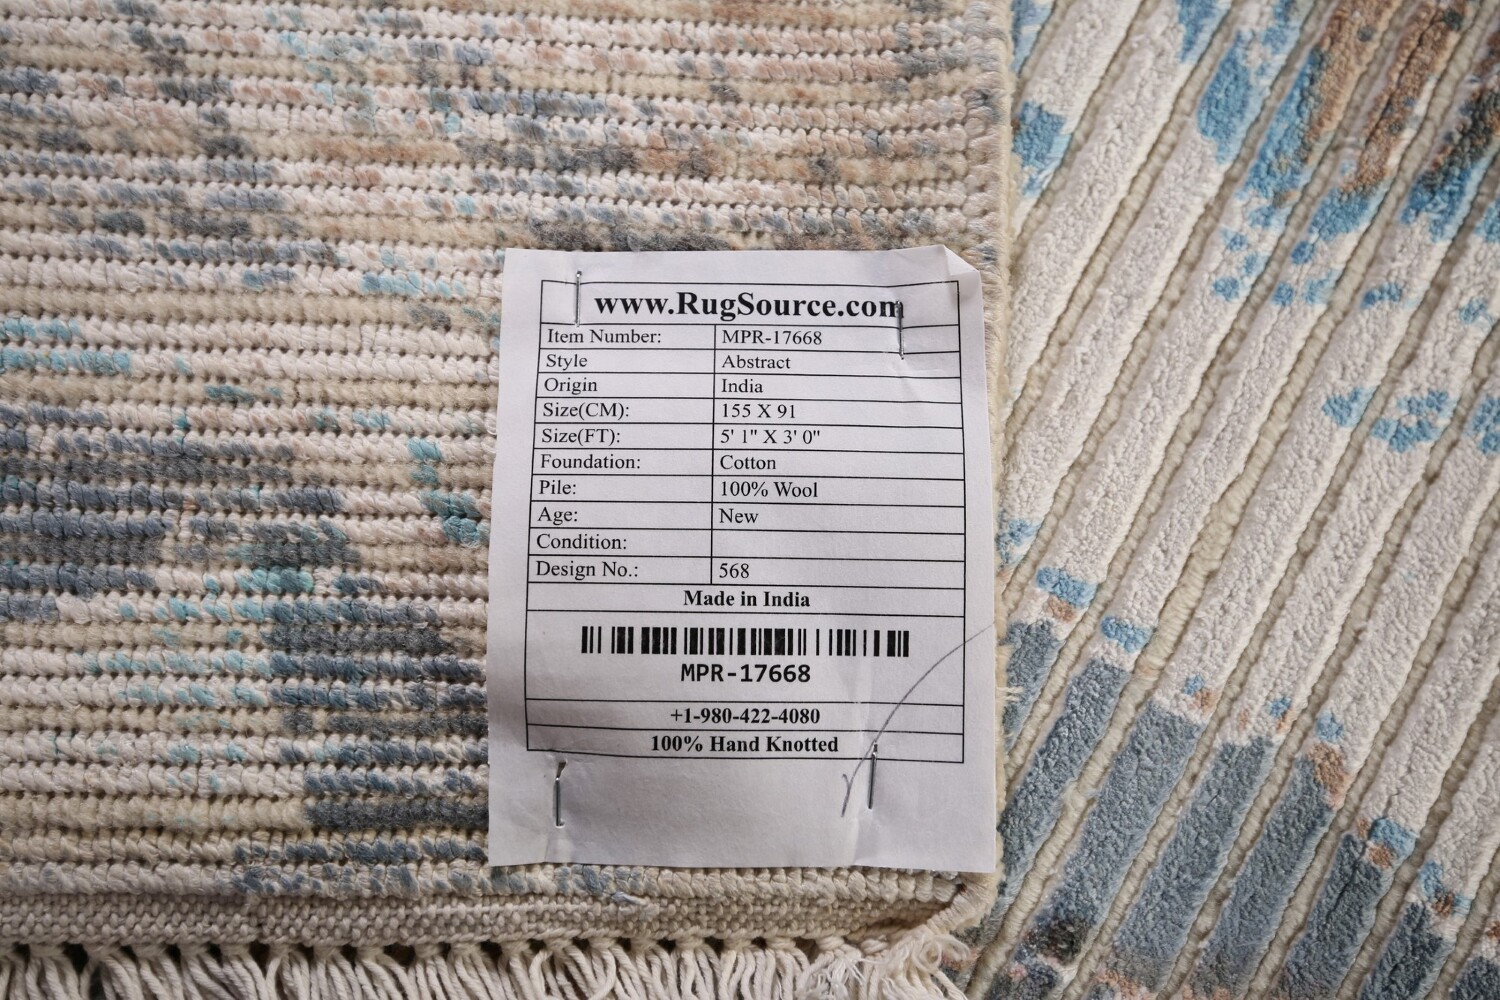 www.RugSource.com
Item Number: MPR-17668
Style Abstract
Origin India
Size(CM): 155 X 91
Size(FT): 5' 1" X 3' 0"
Foundation: Cotton
Pile: 100% Wool
Age: New
Condition:
Design No.: 568
Made in India
MPR-17668
+1-980-422-4080
100% Hand Knotted